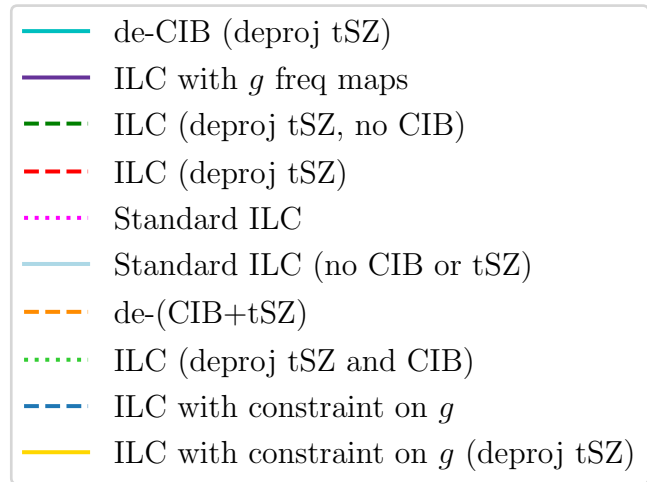 de-CIB (deproj tSZ)
ILC with g freq maps
ILC (deproj tSZ, no CIB)
ILC (deproj tSZ)
Standard ILC
Standard ILC (no CIB or tSZ)
de-(CIB+tSZ)
ILC (deproj tSZ and CIB)
ILC with constraint on g
ILC with constraint on g (deproj tSZ)